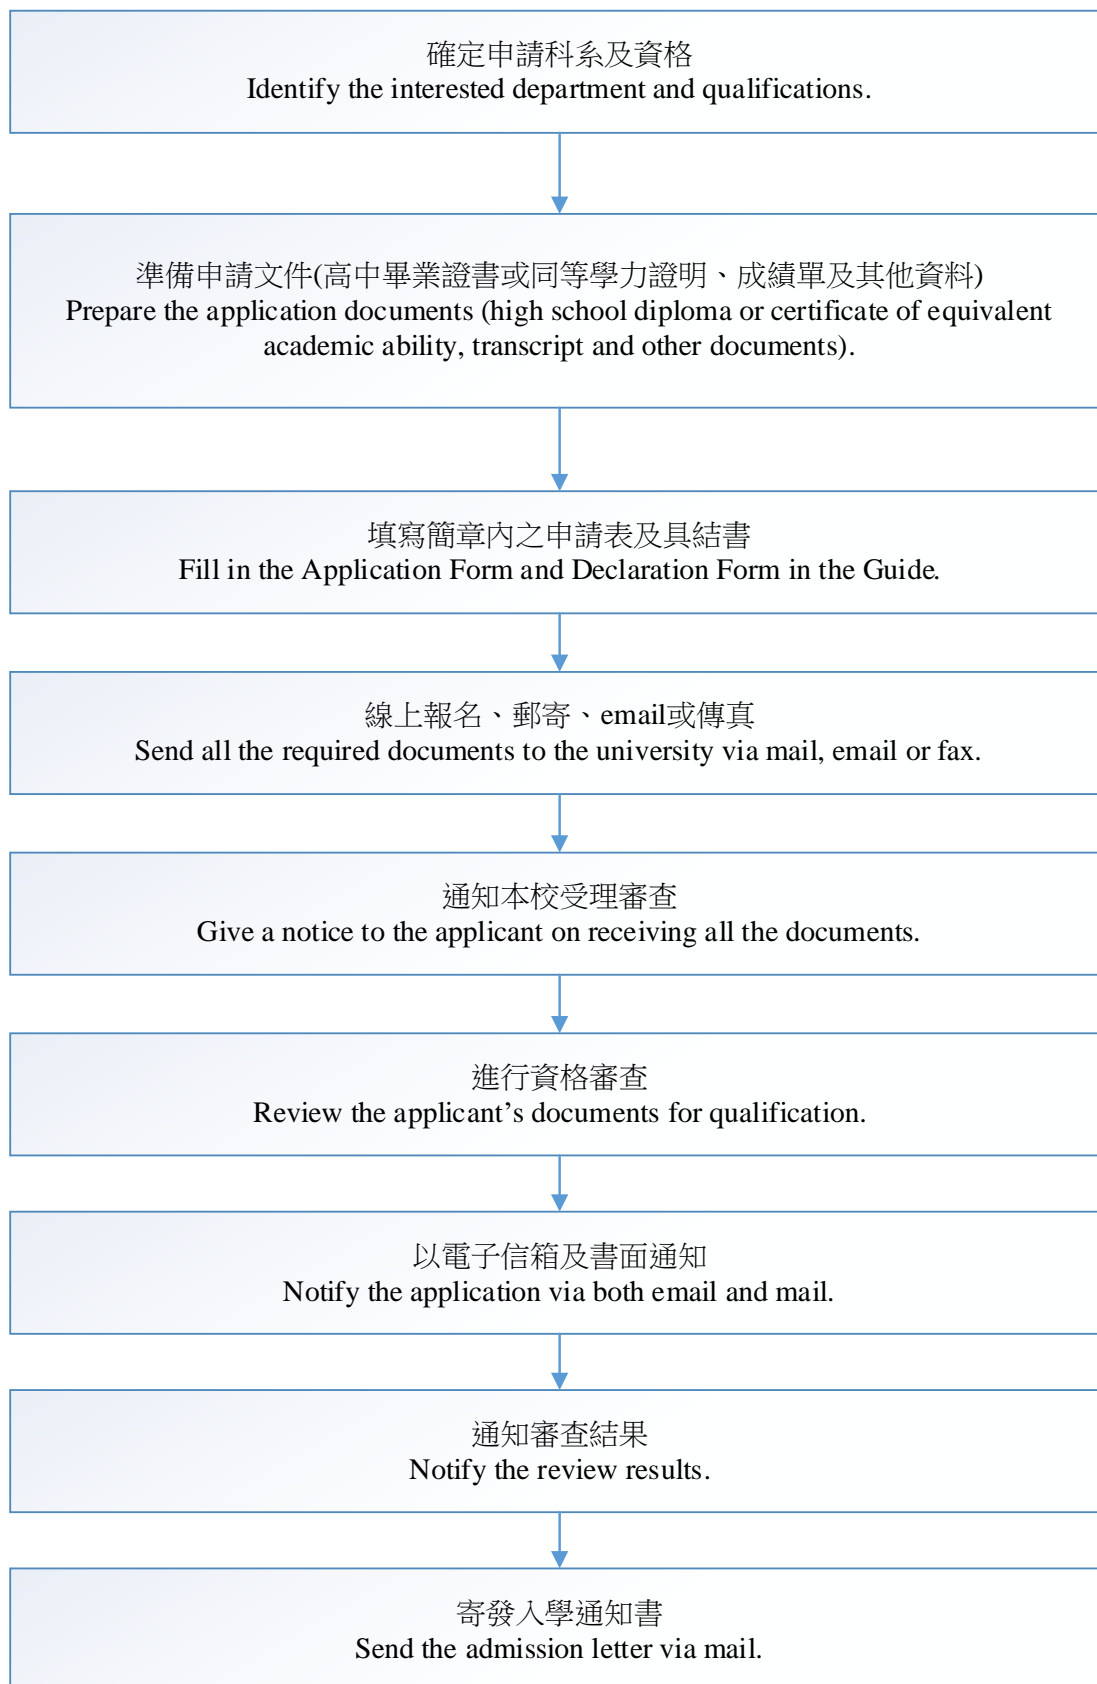 確定申請科系及資格
Identify the interested department and qualifications.
準備申請文件(高中畢業證書或同等學力證明、成績單及其他資料)
Prepare the application documents (high school diploma or certificate of equivalent
academic ability, transcript and other documents).
填寫簡章內之申請表及具結書
Fill in the Application Form and Declaration Form in the Guide.
線上報名、郵寄、email或傳真
Send all the required documents to the university via mail, email or fax.
通知本校受理審查
Give a notice to the applicant on receiving all the documents.
進行資格審查
Review the applicant’s documents for qualification.
以電子信箱及書面通知
Notify the application via both email and mail.
通知審查結果
Notify the review results.
寄發入學通知書
Send the admission letter via mail.